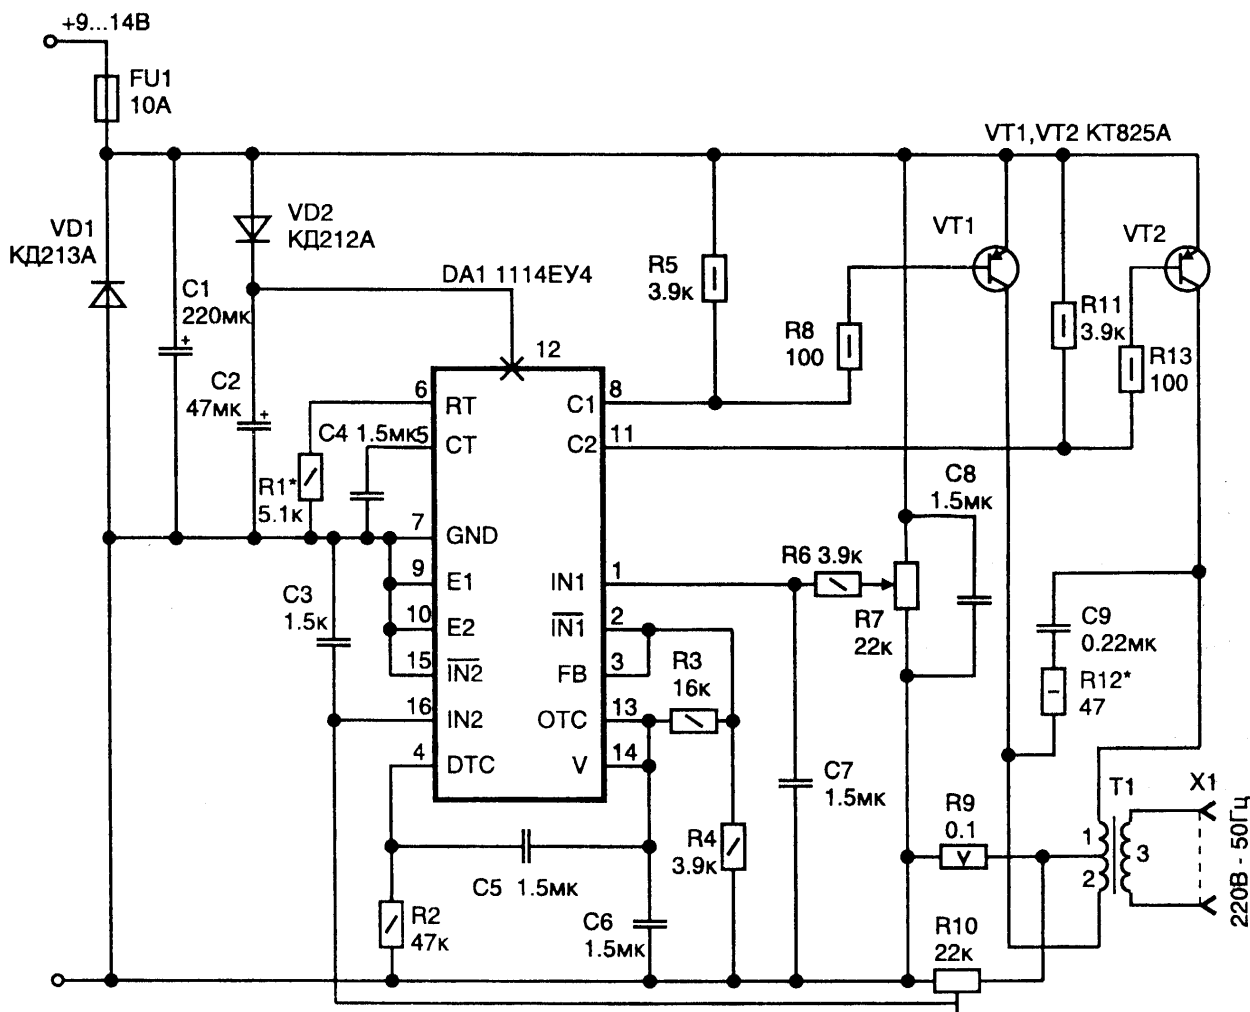 +9...14В
FU1
10А
VT1,VT2 КТ825А
VD1
КД213А
VD2
КД212А
VT1
VT2
DA1 1114ЕУ4
C1
220мк
+
R5
3.9к
R8
100
R11
3.9к
R13
100
C2
47мк
+
12
6
RT
C1
8
C4 1.5мк
5
CT
C2
11
R1*
5.1к
C8
1.5мк
7
GND
9
E1
IN1
1
R6 3.9к
C3
1.5к
10
E2
IN1
2
R7
22к
C9
0.22мк
15
IN2
FB
3
R3
16к
R12*
47
16
IN2
OTC
13
4
DTC
V
14
C7
1.5мк
R9
0.1
T1
X1
1
2
3
220В - 50Гц
R4
3.9к
C5 1.5мк
R2
47к
C6
1.5мк
R10
22к